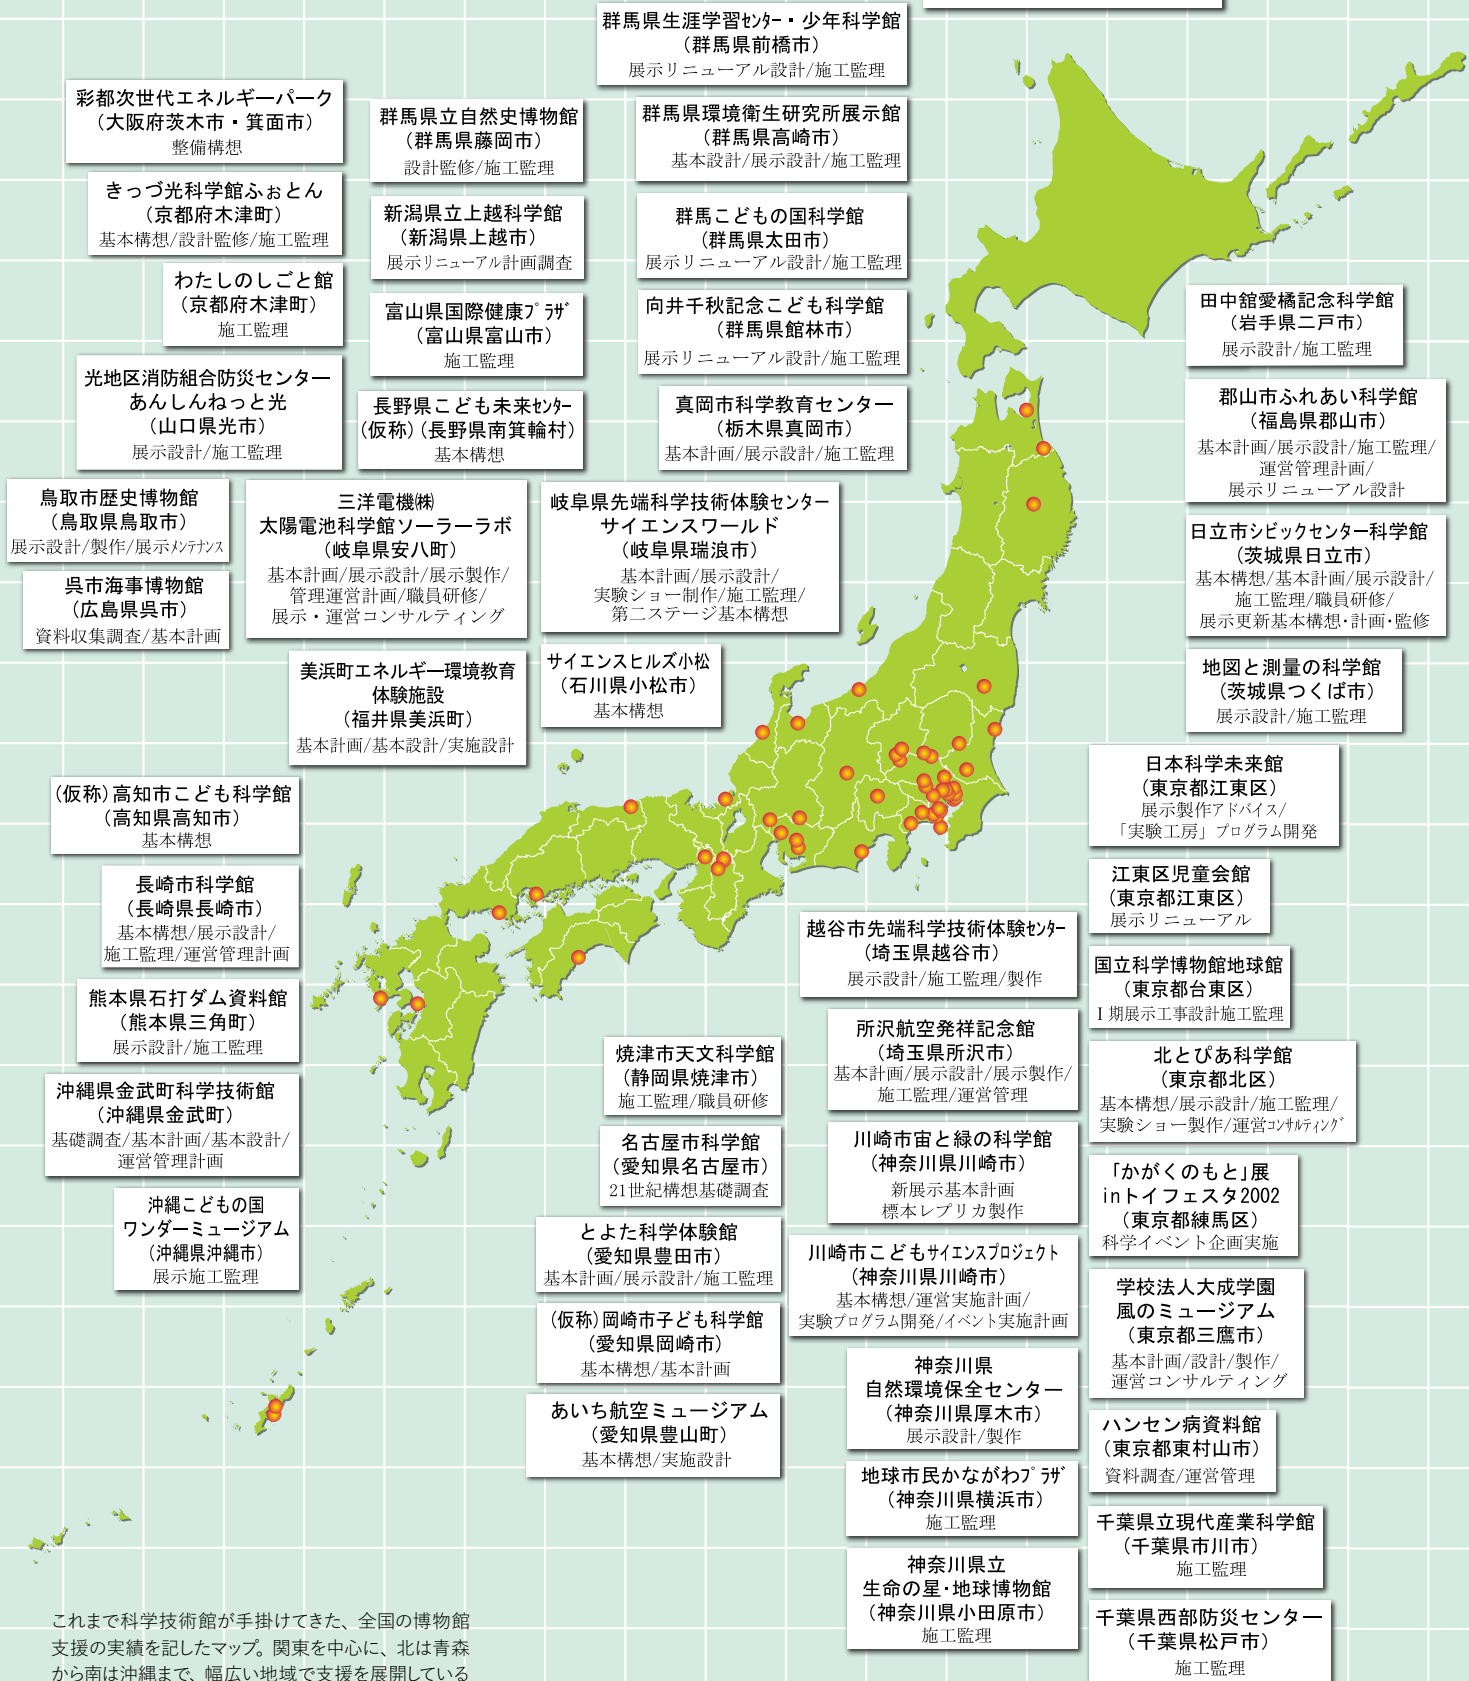 群馬県生涯学習ｾﾝﾀｰ・少年科学館
（群馬県前橋市）
展示リニューアル設計/施工監理
彩都次世代エネルギーパーク
（大阪府茨木市・箕面市）
整備構想
群馬県立自然史博物館
（群馬県藤岡市）
設計監修/施工監理
群馬県環境衛生研究所展示館
（群馬県高崎市）
基本設計/展示設計/施工監理
きっづ光科学館ふぉとん
（京都府木津町）
基本構想/設計監修/施工監理
新潟県立上越科学館
（新潟県上越市）
展示ﾘﾆｭｰｱﾙ計画調査
群馬こどもの国科学館
（群馬県太田市）
展示リニューアル設計/施工監理
わたしのしごと館
（京都府木津町）
施工監理
富山県国際健康ﾌﾟﾗｻﾞ
（富山県富山市）
施工監理
向井千秋記念こども科学館
（群馬県館林市）
展示リニューアル設計/施工監理
田中舘愛橘記念科学館
（岩手県二戸市）
展示設計/施工監理
光地区消防組合防災センター
あんしんねっと光
（山口県光市）
展示設計/施工監理
長野県こども未来ｾﾝﾀｰ
（仮称）（長野県南箕輪村）
基本構想
真岡市科学教育センター
（栃木県真岡市）
基本計画/展示設計/施工監理
郡山市ふれあい科学館
（福島県郡山市）
基本計画/展示設計/施工監理/
運営管理計画/
展示リニューアル設計
鳥取市歴史博物館
（鳥取県鳥取市）
展示設計/製作/展示ﾒﾝﾃﾅﾝｽ
三洋電機㈱
太陽電池科学館ソーラーラボ
（岐阜県安八町）
基本計画/展示設計/展示製作/
管理運営計画/職員研修/
展示・運営コンサルティング
岐阜県先端科学技術体験センター
サイエンスワールド
（岐阜県瑞浪市）
基本計画/展示設計/
実験ショー制作/施工監理/
第二ステージ基本構想
日立市シビックセンター科学館
（茨城県日立市）
基本構想/基本計画/展示設計/
施工監理/職員研修/
展示更新基本構想・計画・監修
呉市海事博物館
（広島県呉市）
資料収集調査/基本計画
美浜町エネルギー環境教育
体験施設
（福井県美浜町）
基本計画/基本設計/実施設計
サイエンスヒルズ小松
（石川県小松市）
基本構想
地図と測量の科学館
（茨城県つくば市）
展示設計/施工監理
日本科学未来館
（東京都江東区）
展示製作アドバイス/
「実験工房」プログラム開発
（仮称）高知市こども科学館
（高知県高知市）
基本構想
江東区児童会館
（東京都江東区）
展示リニューアル
長崎市科学館
（長崎県長崎市）
基本構想/展示設計/
施工監理/運営管理計画
越谷市先端科学技術体験ｾﾝﾀｰ
（埼玉県越谷市）
展示設計/施工監理/製作
国立科学博物館地球館
（東京都台東区）
Ⅰ期展示工事設計施工監理
熊本県石打ダム資料館
（熊本県三角町）
展示設計/施工監理
所沢航空発祥記念館
（埼玉県所沢市）
基本計画/展示設計/展示製作/
施工監理/運営管理
北とぴあ科学館
（東京都北区）
基本構想/展示設計/施工監理/
実験ショー製作/運営ｺﾝｻﾙﾃｨﾝｸﾞ
焼津市天文科学館
（静岡県焼津市）
施工監理/職員研修
沖縄県金武町科学技術館
（沖縄県金武町）
基礎調査/基本計画/基本設計/
運営管理計画
名古屋市科学館
（愛知県名古屋市）
21世紀構想基礎調査
川崎市宙と緑の科学館
（神奈川県川崎市）
新展示基本計画
標本レプリカ製作
「かがくのもと」展
inトイフェスタ2002
（東京都練馬区）
科学イベント企画実施
沖縄こどもの国
ワンダーミュージアム
（沖縄県沖縄市）
展示施工監理
とよた科学体験館
（愛知県豊田市）
基本計画/展示設計/施工監理
川崎市こどもｻｲｴﾝｽﾌﾟﾛｼﾞｪｸﾄ
（神奈川県川崎市）
基本構想/運営実施計画/
実験ﾌﾟﾛｸﾞﾗﾑ開発/ｲﾍﾞﾝﾄ実施計画
学校法人大成学園
風のミュージアム
（東京都三鷹市）
基本計画/設計/製作/
運営コンサルティング
（仮称）岡崎市子ども科学館
（愛知県岡崎市）
基本構想/基本計画
神奈川県
自然環境保全センター
（神奈川県厚木市）
展示設計/製作
あいち航空ミュージアム
（愛知県豊山町）
基本構想/実施設計
ハンセン病資料館
（東京都東村山市）
資料調査/運営管理
地球市民かながわﾌﾟﾗｻﾞ
（神奈川県横浜市）
施工監理
千葉県立現代産業科学館
（千葉県市川市）
施工監理
神奈川県立
生命の星・地球博物館
（神奈川県小田原市）
施工監理
千葉県西部防災センター
（千葉県松戸市）
施工監理
これまで科学技術館が手掛けてきた、全国の博物館
支援の実績を記したマップ。関東を中心に、北は青森
から南は沖縄まで、幅広い地域で支援を展開している